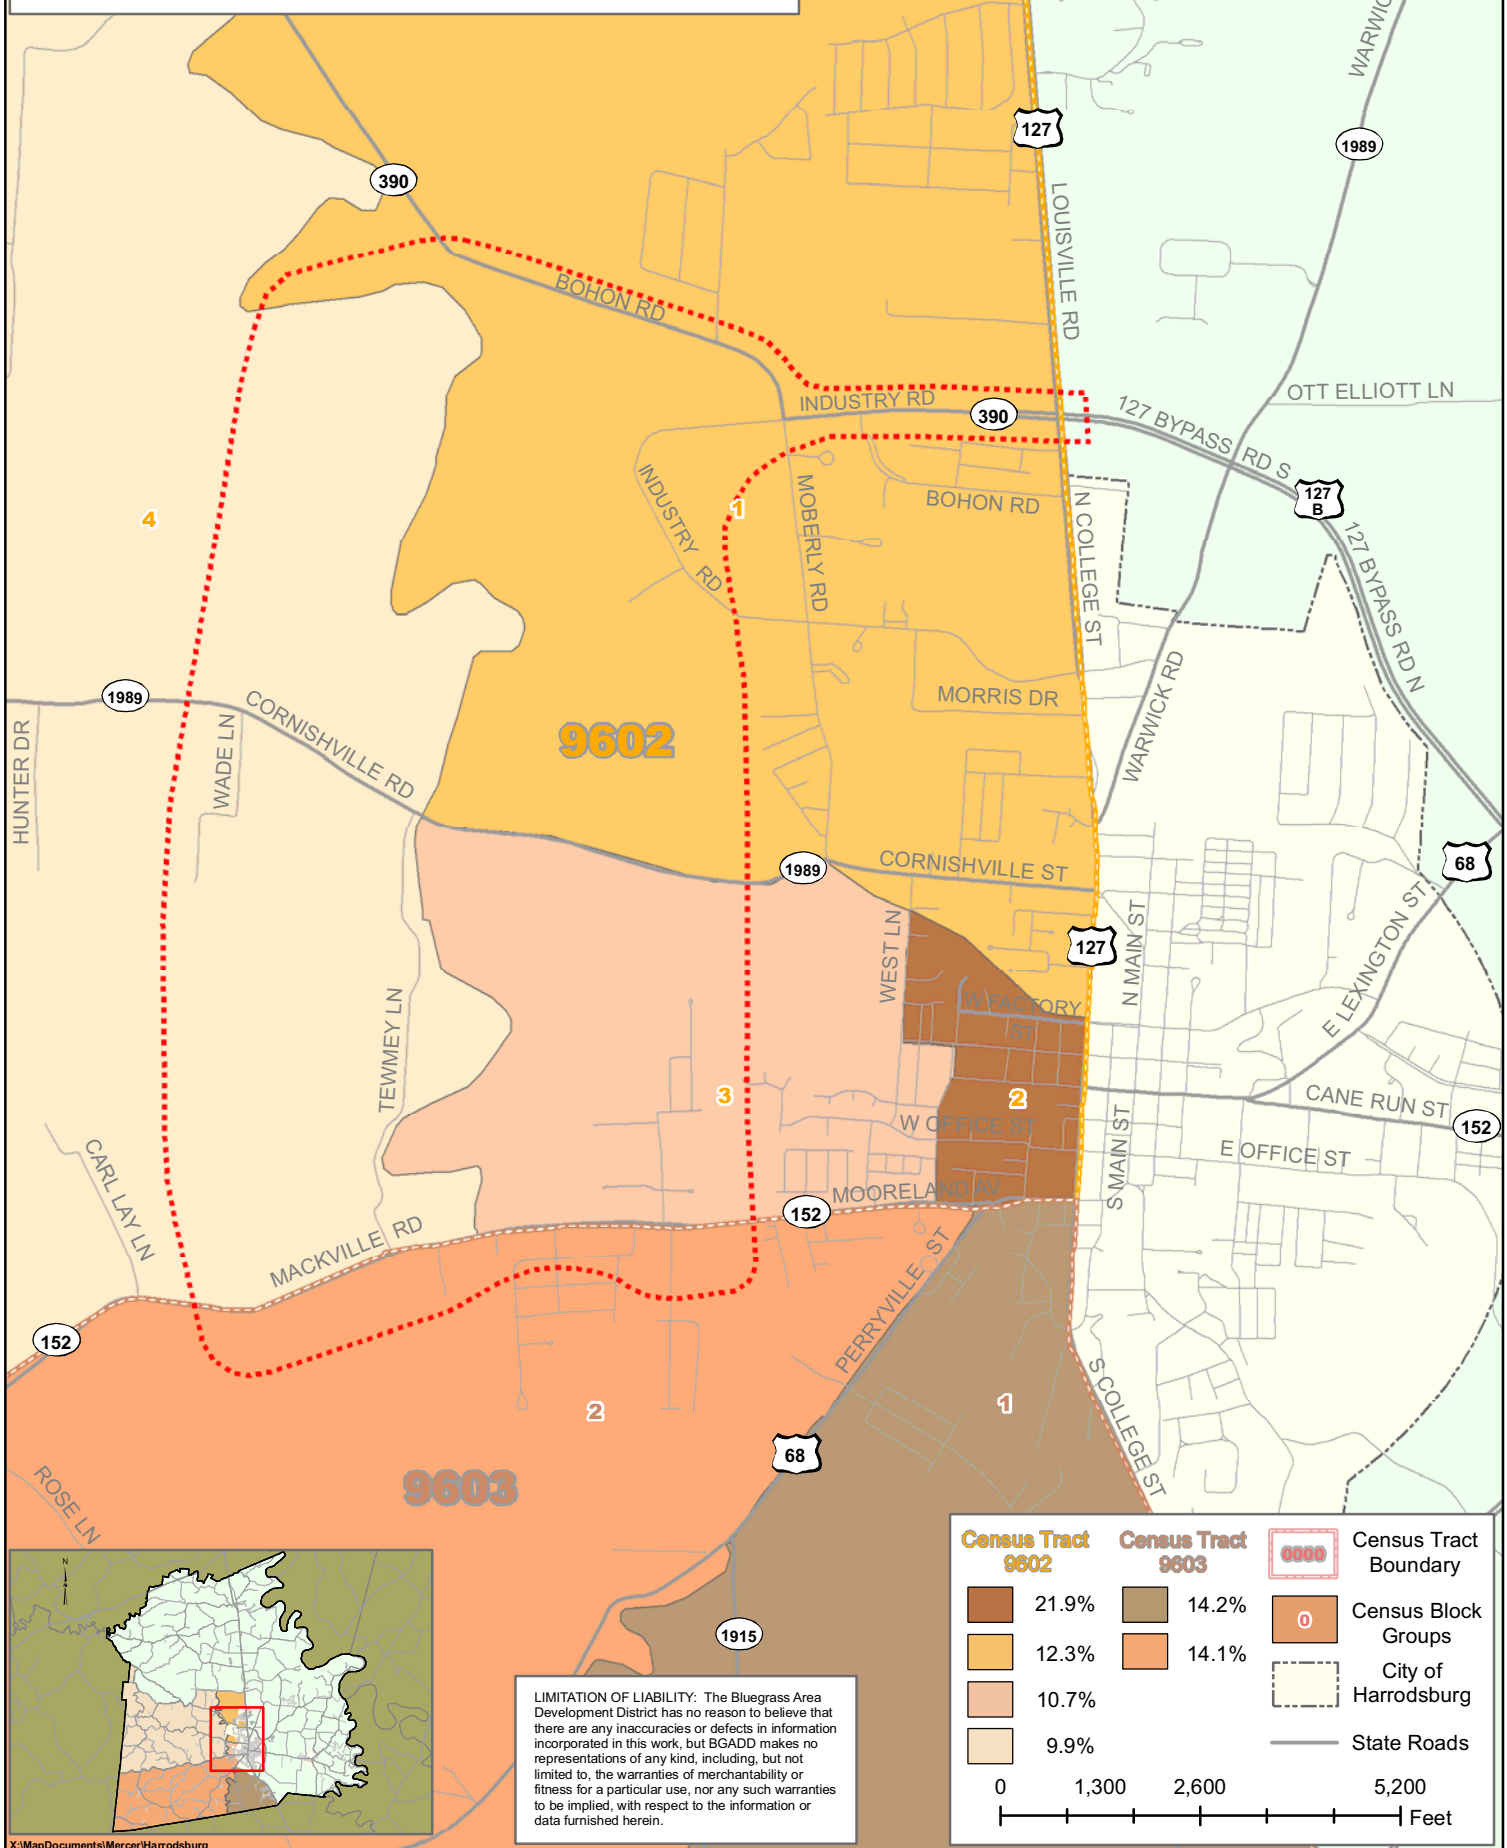 WARWIC
127
1989
390
LOUISVILLE RD
BOHON RD
OTT ELLIOTT LN
INDUSTRY RD
390
127 BYPASS RD S
127
B
4
1
INDUSTRY RD
MOBERLY RD
BOHON RD
N COLLEGE ST
127 BYPASS RD N
1989
CORNISHVILLE RD
WADE LN
HUNTER DR
9602
MORRIS DR
WARWICK RD
1989
CORNISHVILLE ST
68
WEST LN
127
N MAIN ST
E LEXINGTON ST
W FACTORY
ST
TEWMEY LN
3
2
CANE RUN ST
152
W OFFICE ST
S MAIN ST
E OFFICE ST
CARL LAY LN
MOORELAND AV
152
MACKVILLE RD
PERRYVILLE ST
152
S COLLEGE ST
2
1
68
9603
ROSE LN
1915
Census Tract
9602
21.9%
12.3%
10.7%
9.9%
Census Tract
9603
14.2%
14.1%
0000
Census Tract
Boundary
0
Census Block
Groups
City of
Harrodsburg
State Roads
0 1,300 2,600 5,200
Feet
N
LIMITATION OF LIABILITY: The Bluegrass Area
Development District has no reason to believe that
there are any inaccuracies or defects in information
incorporated in this work, but BGADD makes no
representations of any kind, including, but not
limited to, the warranties of merchantability or
fitness for a particular use, nor any such warranties
to be implied, with respect to the information or
data furnished herein.
X:\MapDocuments\Mercer\Harrodsburg